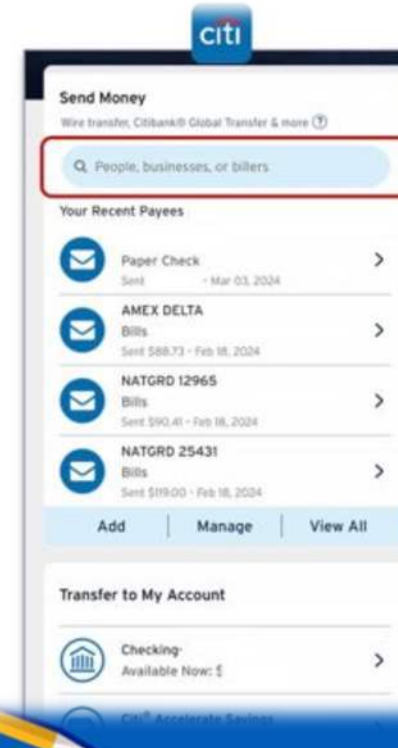 citi
Send Money
Wire transfer, Citibank® Global Transfer & more (?)
People, businesses, or billers
Your Recent Payees
Paper Check
Sent - Mar 03, 2024
AMEX DELTA
Bills
Sent $88.73 - Feb 18, 2024
NATGRD 12965
Bills
Sent $90.41 - Feb 18, 2024
NATGRD 25431
Bills
Sent $119.00 - Feb 18, 2024
Add | Manage | View All
Transfer to My Account
Checking-
Available Now: $
Citi® Accelerate Savings